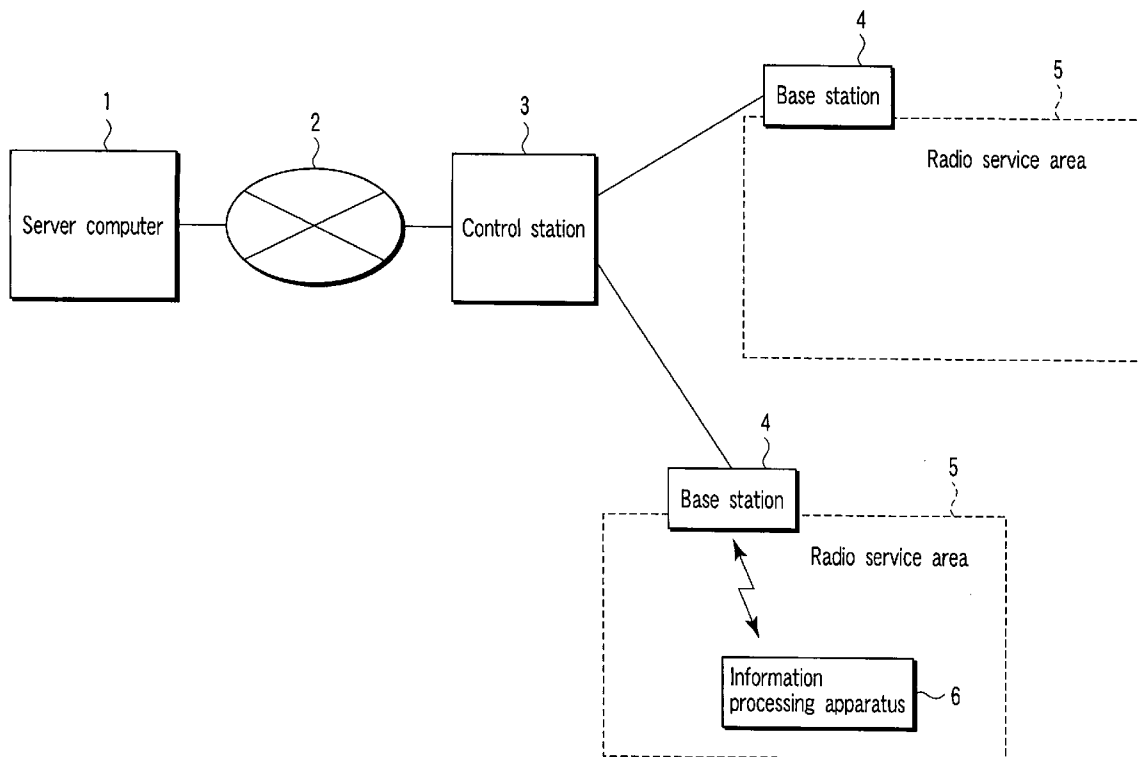 4
5
Base station
1
2
3
Radio service area
Server computer
Control station
4
5
Base station
Radio service area
Information
processing apparatus
6